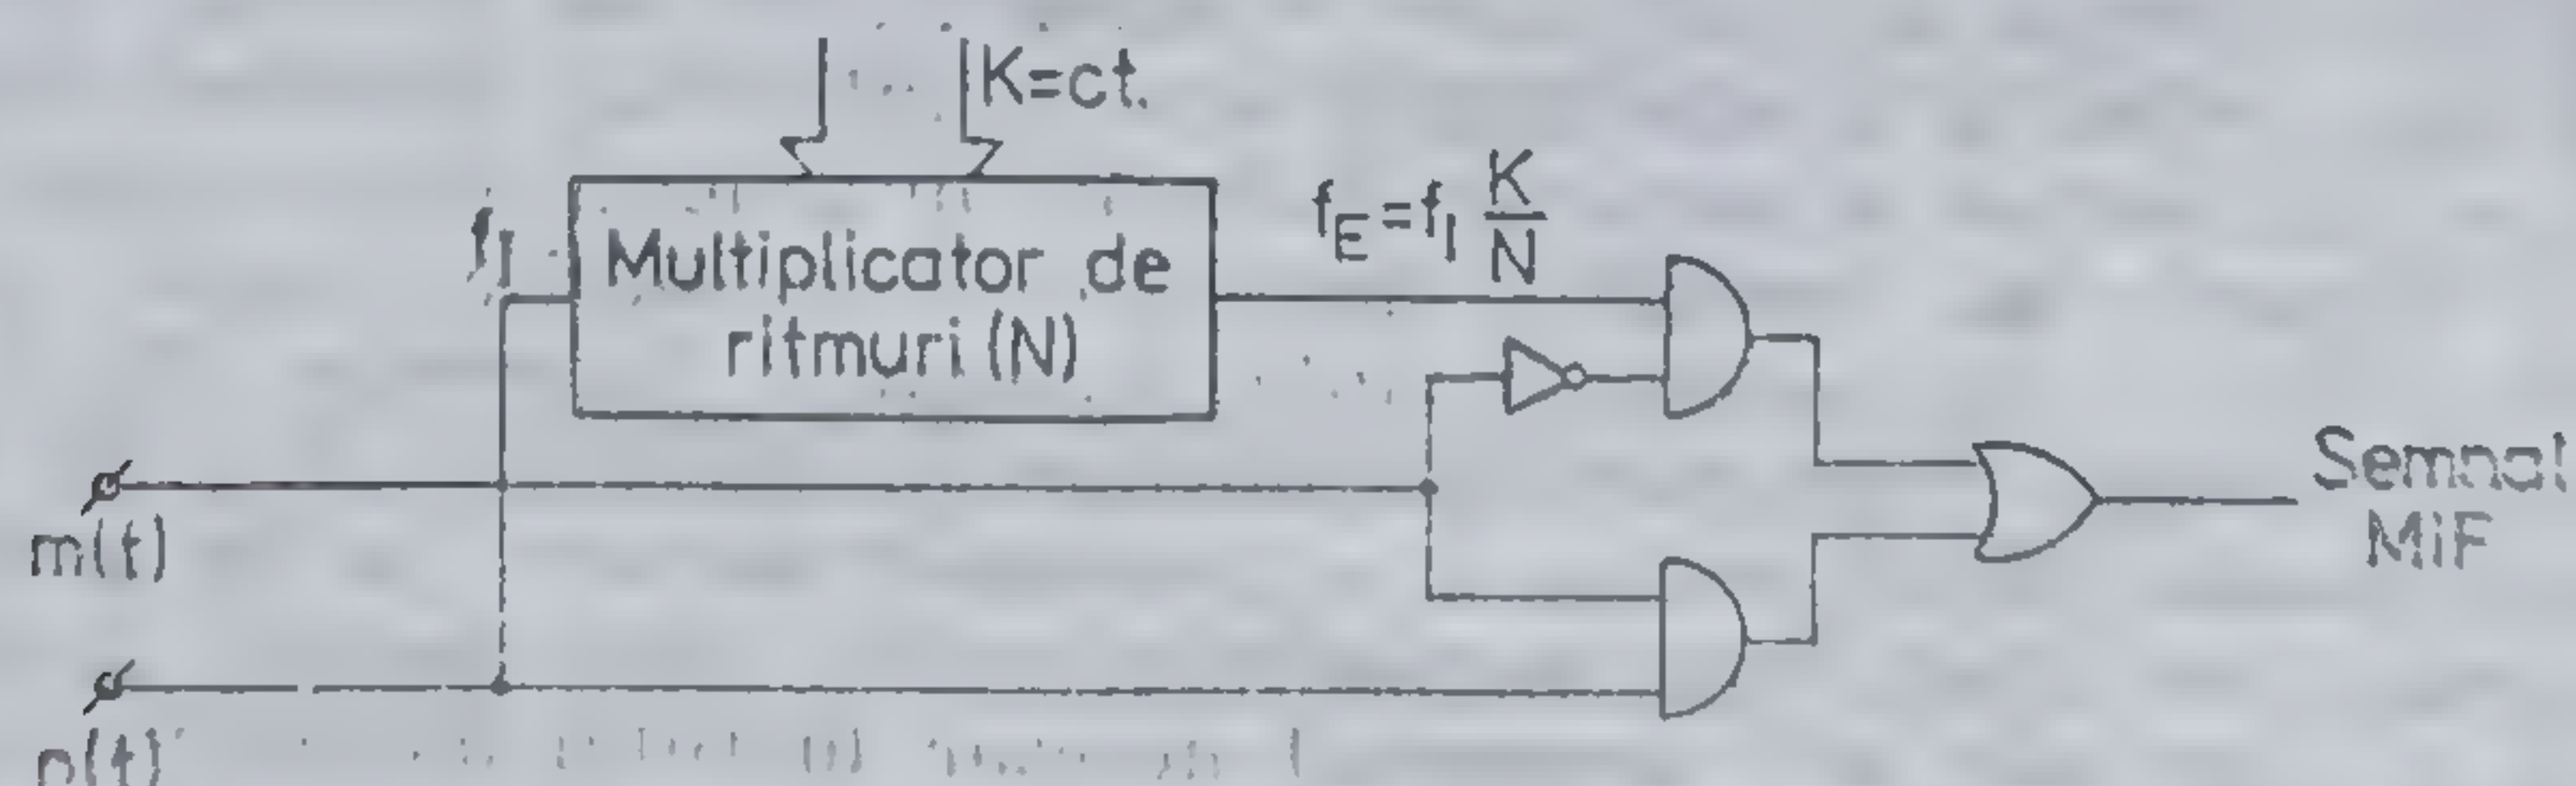 K=ct.
f_I
Multiplicator de
ritmuri (N)
f_E = f_I K/N
m(t)
p(t)
Semnal
MiF